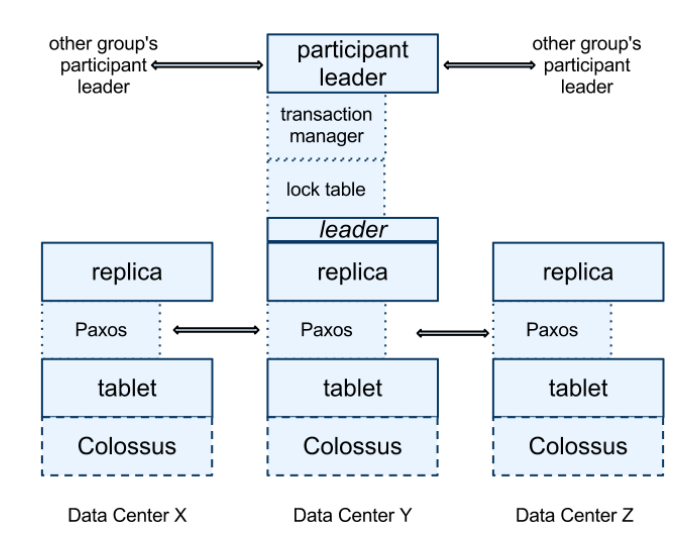 other group's
participant
leader
participant
leader
other group's
participant
leader
transaction
manager
lock table
leader
replica
replica
replica
Paxos
Paxos
Paxos
tablet
tablet
tablet
Colossus
Colossus
Colossus
Data Center X
Data Center Y
Data Center Z